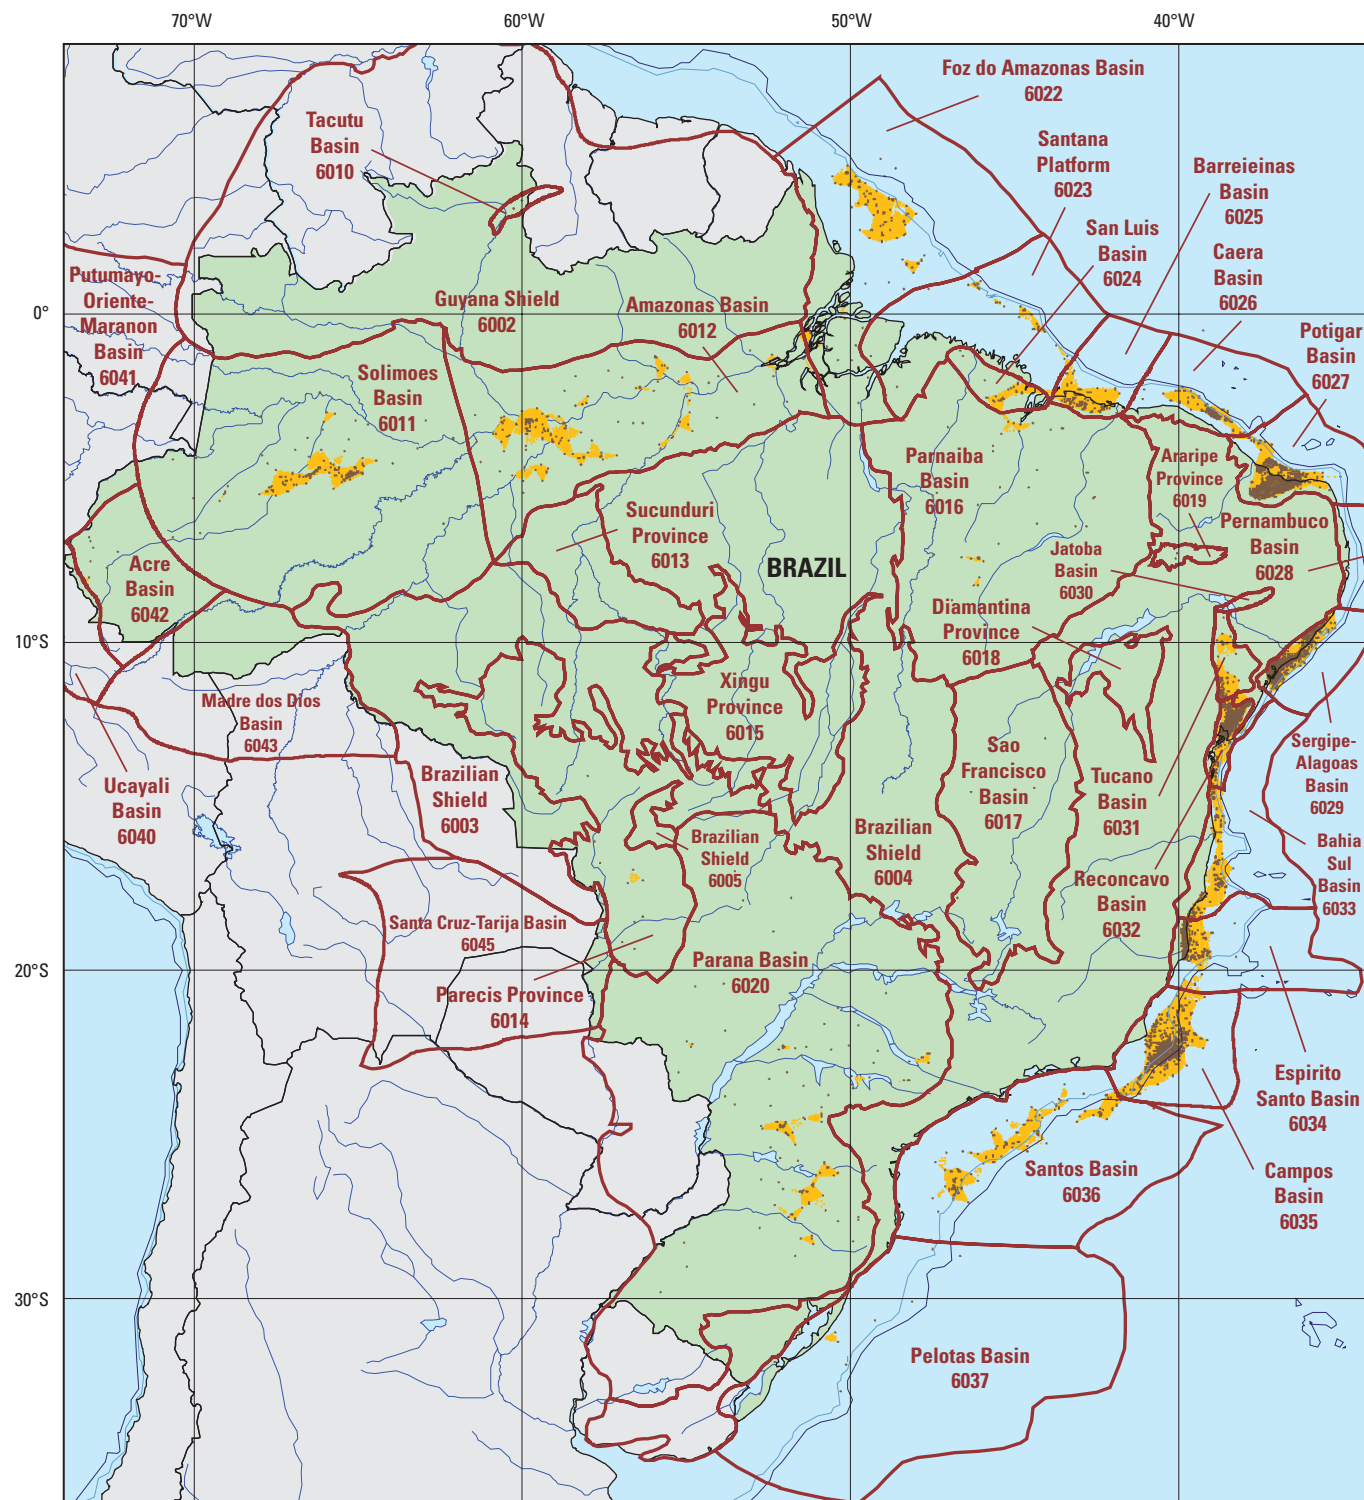 70°W
60°W
50°W
40°W
Foz do Amazonas Basin
6022
Tacutu
Basin
6010
Santana
Platform
6023
Barreieinas
Basin
6025
San Luis
Basin
6024
Caera
Basin
6026
Putumayo-
Oriente-
Maranon
Basin
6041
Guyana Shield
6002
Amazonas Basin
6012
0°
Potigar
Basin
6027
Solimoes
Basin
6011
Parnaiba
Basin
6016
Araripe
Province
6019
Sucunduri
Province
6013
Pernambuco
Basin
6028
BRAZIL
Jatoba
Basin
6030
Acre
Basin
6042
Diamantina
Province
6018
10°S
Xingu
Province
6015
Madre dos Dios
Basin
6043
Sao
Francisco
Basin
6017
Sergipe-
Alagoas
Basin
6029
Ucayali
Basin
6040
Brazilian
Shield
6003
Tucano
Basin
6031
Brazilian
Shield
6005
Brazilian
Shield
6004
Bahia
Sul
Basin
6033
Reconcavo
Basin
6032
Santa Cruz-Tarija Basin
6045
Parana Basin
6020
20°S
Parecis Province
6014
Espirito
Santo Basin
6034
Santos Basin
6036
Campos
Basin
6035
30°S
Pelotas Basin
6037